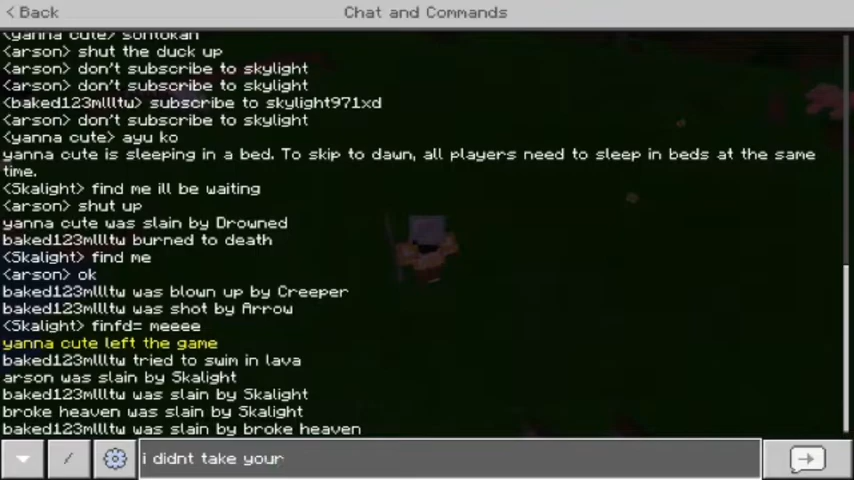 Back
Chat and Commands
<yanna cute> sontokan
<arson> shut the duck up
<arson> don't subscribe to skylight
<arson> don't subscribe to skylight
<baked123mllltw> subscribe to skylight971xd
<arson> don't subscribe to skylight
<yanna cute> ayu ko
yanna cute is sleeping in a bed. To skip to dawn, all players need to sleep in beds at the same
time.
<Skalight> find me ill be waiting
<arson> shut up
yanna cute was slain by Drowned
baked123mllltw burned to death
<Skalight> find me
<arson> ok
baked123mllltw was blown up by Creeper
baked123mllltw was shot by Arrow
<Skalight> finfd= meeee
yanna cute left the game
baked123mllltw tried to swim in lava
arson was slain by Skalight
baked123mllltw was slain by Skalight
broke heaven was slain by Skalight
baked123mllltw was slain by broke heaven
/
i didnt take your